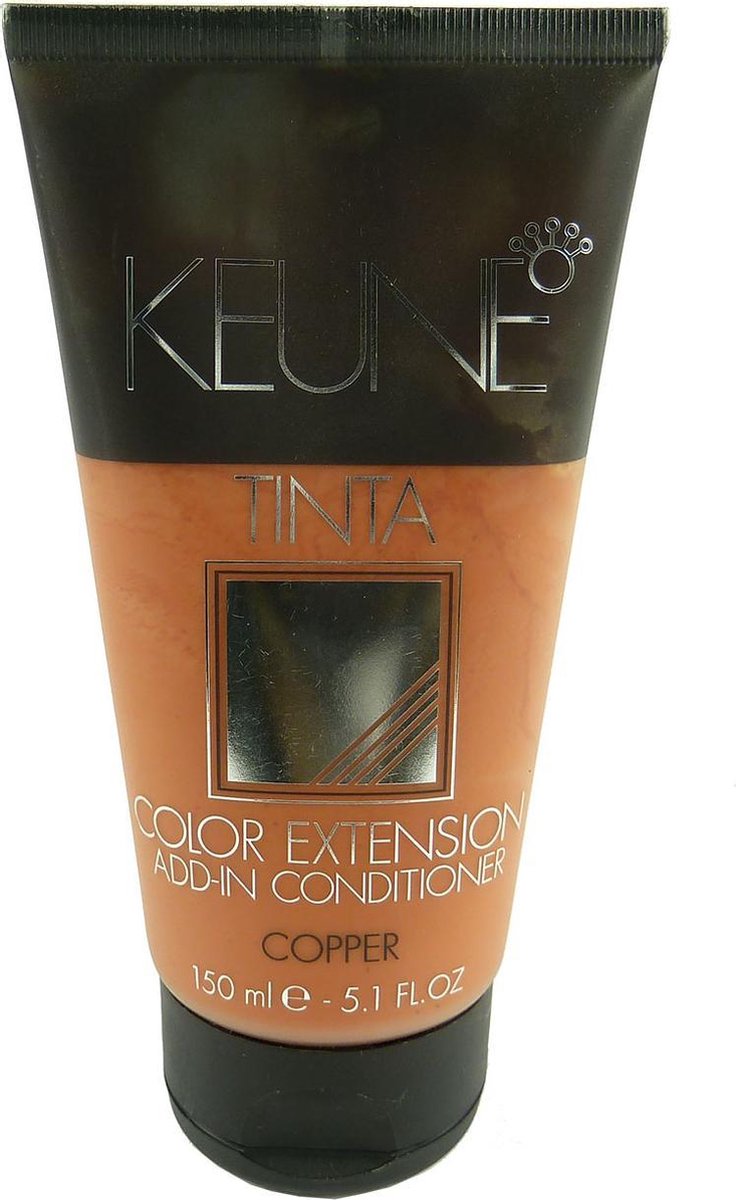 KEUNE
TINTA
COLOR EXTENSION
ADD-IN CONDITIONER
COPPER
150 ml ℮ - 5.1 FL.OZ